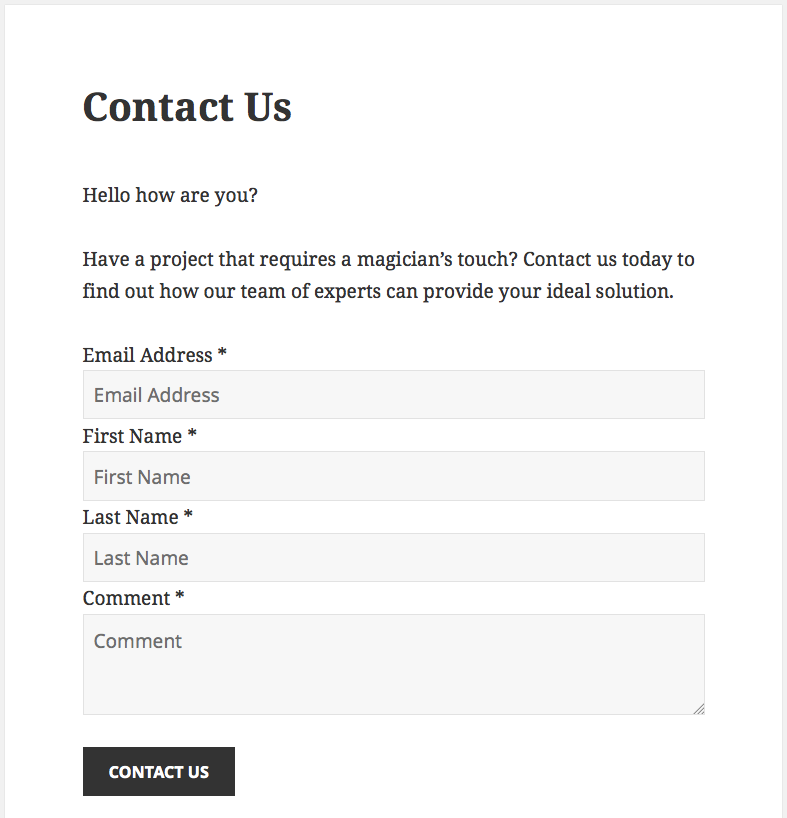 Contact Us
Hello how are you?
Have a project that requires a magician’s touch? Contact us today to
find out how our team of experts can provide your ideal solution.
Email Address *
Email Address
First Name *
First Name
Last Name *
Last Name
Comment *
Comment
CONTACT US